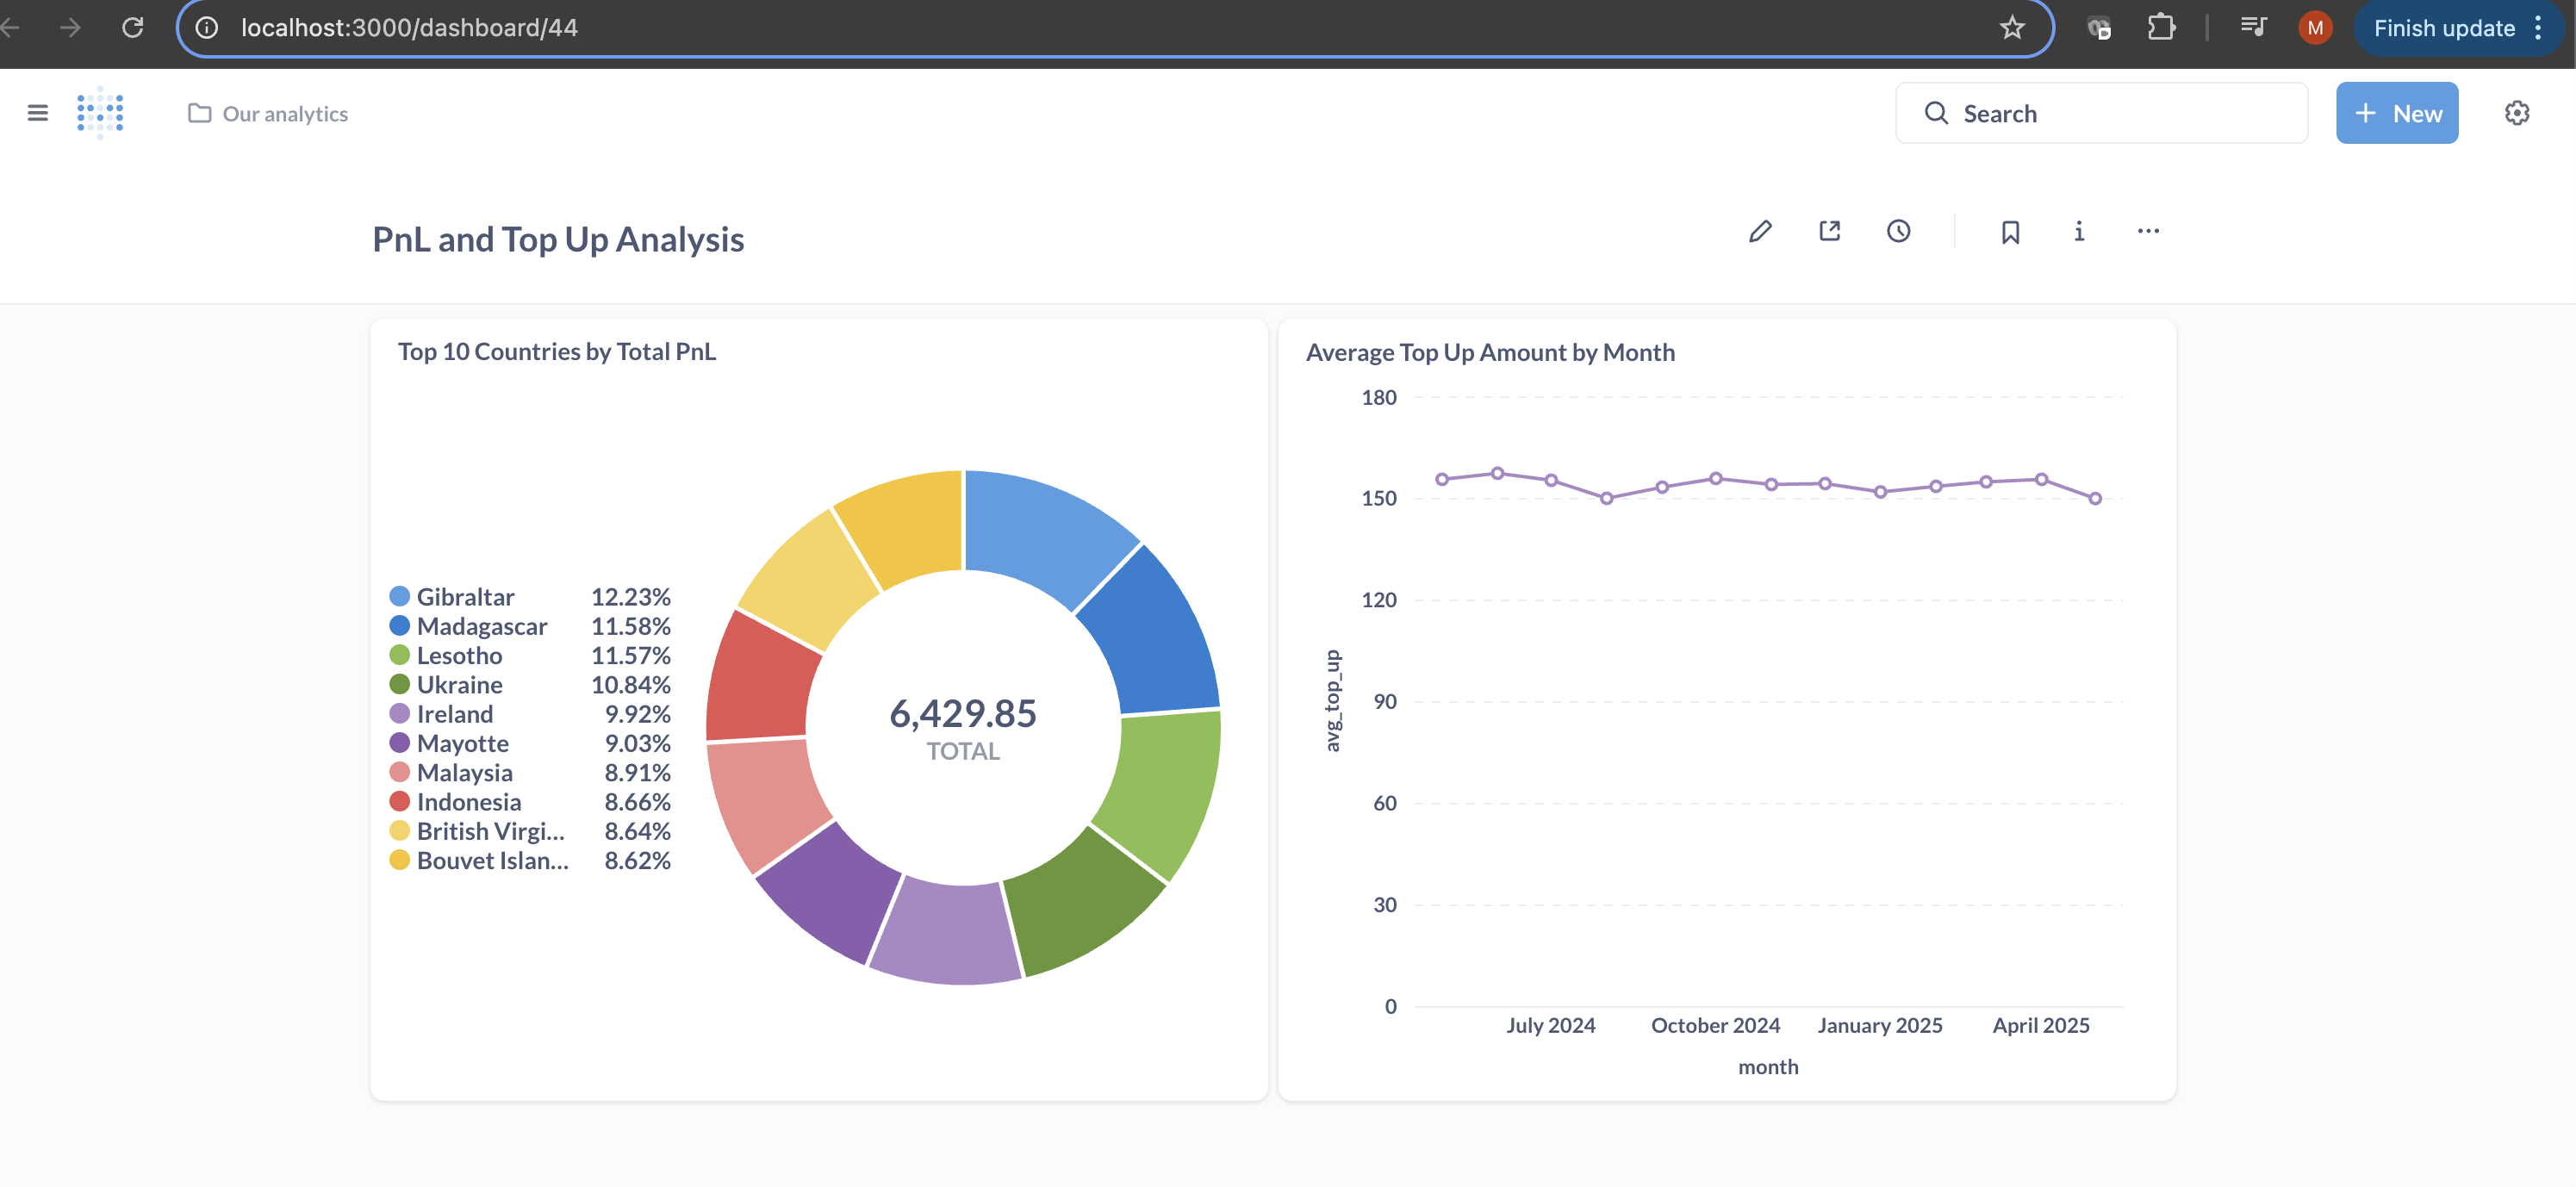 localhost:3000/dashboard/44
M
Finish update
Our analytics
Search
+ New
PnL and Top Up Analysis
Top 10 Countries by Total PnL
Gibraltar 12.23%
Madagascar 11.58%
Lesotho 11.57%
Ukraine 10.84%
Ireland 9.92%
Mayotte 9.03%
Malaysia 8.91%
Indonesia 8.66%
British Virgi... 8.64%
Bouvet Islan... 8.62%
6,429.85
TOTAL
Average Top Up Amount by Month
180
150
120
90
60
30
0
avg_top_up
July 2024 October 2024 January 2025 April 2025
month